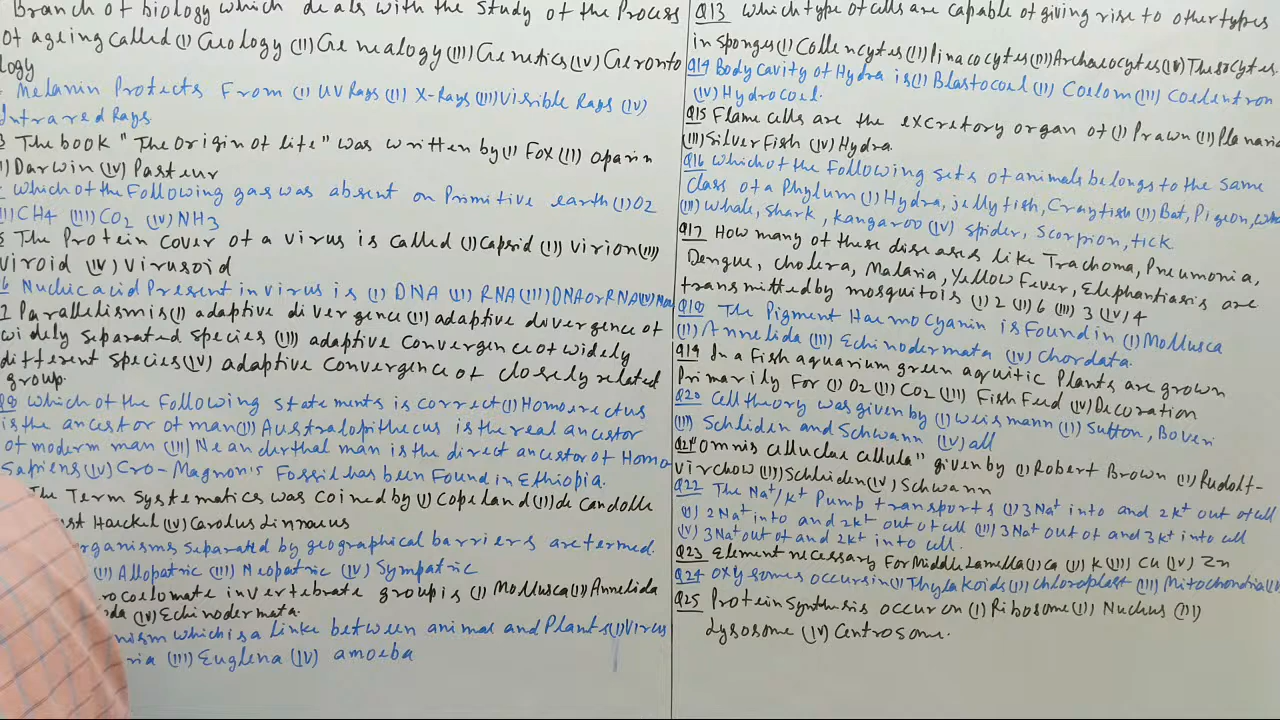 Branch of biology which deals with the study of the Process
of ageing called (I) Geology (II) Genealogy (III) Genetics (IV) Geronto
logy
Melanin Protects From (I) UV Rays (II) X-Rays (III) Visible Rays (IV)
Infrared Rays.
3 The book "The Origin of life" was written by (I) Fox (II) oparin
(III) Darwin (IV) Pasteur
which of the Following gas was absent on Primitive earth (I) O2
(II) CH4 (III) CO2 (IV) NH3
5 The Protein cover of a virus is called (I) Capsid (II) Virion (III)
Viroid (IV) Virusoid
6 Nucleic acid Present in virus is (I) DNA (II) RNA (III) DNA or RNA (IV)
7 Parallelism is (I) adaptive divergence (II) adaptive divergence of
widely separated species (III) adaptive convergence of widely
different species (IV) adaptive convergence of closely related
group.
Q8 which of the Following statements is correct (I) Homo erectus
is the ancestor of man (II) Australopithecus is the real ancestor
of modern man (III) Neanderthal man is the direct ancestor of Homo
Sapiens (IV) Cro-Magnon's Fossil has been Found in Ethiopia.
The Term Systematics was coined by (I) Copeland (II) de Candolle
Haeckel (IV) Carolus Linnaeus
organisms separated by geographical barriers are termed.
(II) Allopatric (III) Neopatric (IV) Sympatric
coelomate invertebrate group is (I) Mollusca (II) Annelida
(IV) Echinodermata.
which is a link between animal and Plants (I) Virus
(III) Euglena (IV) amoeba
Q13 which type of cells are capable of giving rise to other types
in sponges (I) Collencytes (II) Pinacocytes (III) Archaeocytes (IV) Thesocytes.
Q14 Body cavity of Hydra is (I) Blastocoel (II) Coelom (III) Coelentron
(IV) Hydrocoel.
Q15 Flame cells are the excretory organ of (I) Prawn (II) Planaria
(III) Silver Fish (IV) Hydra.
Q16 which of the Following sets of animals belongs to the same
class of a Phylum (I) Hydra, jelly fish, Crayfish (II) Bat, Pigeon,
(III) Whale, shark, kangaroo (IV) spider, Scorpion, tick.
Q17 How many of these diseases like Trachoma, Pneumonia,
Dengue, cholera, Malaria, Yellow Fever, Elephantiasis are
transmitted by mosquito is (I) 2 (II) 6 (III) 3 (IV) 4
Q18 The Pigment Haemocyanin is Found in (I) Mollusca
(II) Annelida (III) Echinodermata (IV) Chordata.
Q19 In a Fish aquarium green aquitic Plants are grown
Primarily For (I) O2 (II) CO2 (III) Fish Feed (IV) Decoration
Q20 Cell theory was given by (I) weismann (II) Sutton, Boveri
(III) Schliden and Schwann (IV) all
Q21 "Omnis cellula e cellula" given by (I) Robert Brown (II) Rudolf-
virchow (III) Schleiden (IV) Schwann
Q22 The Na+/K+ Pump transports (I) 3Na+ into and 2K+ out of cell
(II) 2Na+ into and 2K+ out of cell (III) 3Na+ out of and 3K+ into cell
(IV) 3Na+ out of and 2K+ into cell.
Q23 Element necessary For Middle Lamella (I) Ca (II) K (III) Cu (IV) Zn
Q24 Oxysomes occurs in (I) Thylakoids (II) Chloroplast (III) Mitochondria (IV)
Q25 Protein Synthesis occur on (I) Ribosome (II) Nucleus (III)
Lysosome (IV) Centrosome.